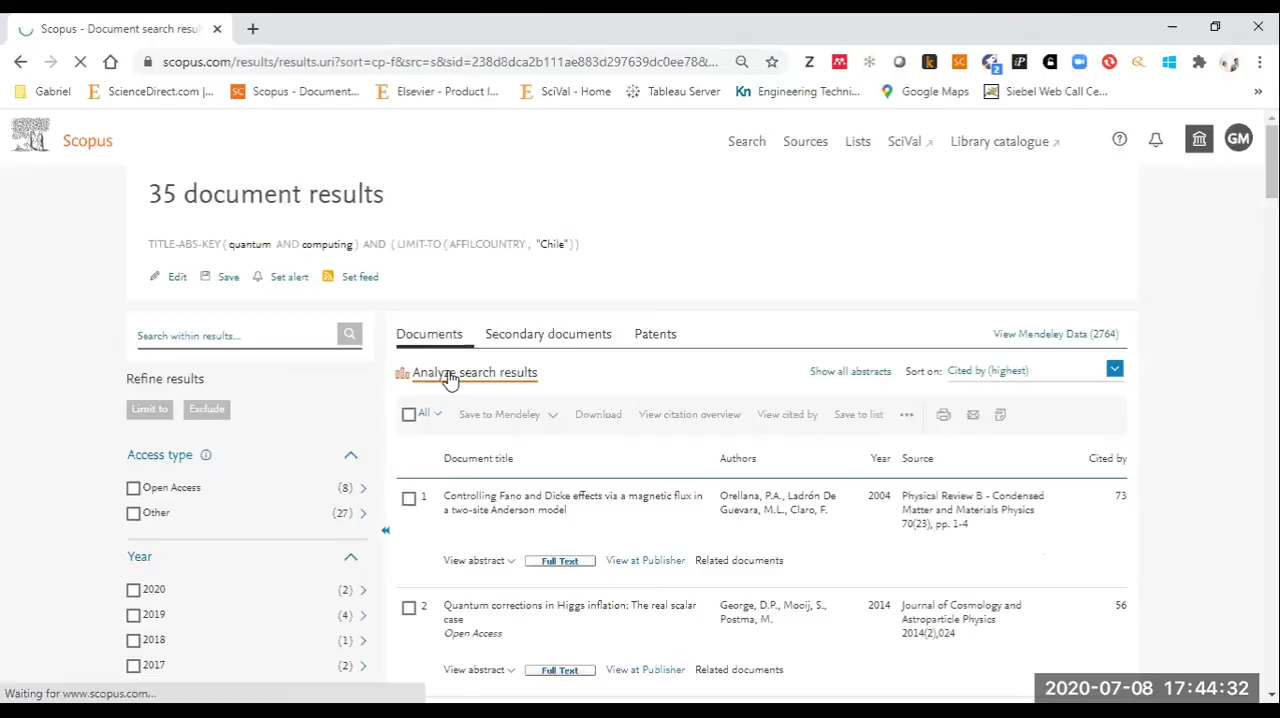 Scopus - Document search resu
scopus.com/results/results.uri?sort=cp-f&src=s&sid=238d8dca2b111ae883d297639dc0ee78&...
Gabriel
ScienceDirect.com |...
Scopus - Document...
Elsevier - Product I...
SciVal - Home
Tableau Server
Kn Engineering Techni...
Google Maps
Siebel Web Call Ce...
»
Scopus
Search
Sources
Lists
SciVal
Library catalogue
GM
35 document results
TITLE-ABS-KEY ( quantum AND computing ) AND ( LIMIT-TO ( AFFILCOUNTRY , "Chile" ) )
Edit
Save
Set alert
Set feed
Search within results...
Refine results
Limit to
Exclude
Access type
Open Access (8)
Other (27)
Year
2020 (2)
2019 (4)
2018 (1)
2017 (2)
Documents
Secondary documents
Patents
View Mendeley Data (2764)
Analyze search results
Show all abstracts
Sort on: Cited by (highest)
All
Save to Mendeley
Download
View citation overview
View cited by
Save to list
...
Document title
Authors
Year
Source
Cited by
1
Controlling Fano and Dicke effects via a magnetic flux in
a two-site Anderson model
Orellana, P.A., Ladrón De
Guevara, M.L., Claro, F.
2004
Physical Review B - Condensed
Matter and Materials Physics
70(23), pp. 1-4
73
View abstract
Full Text
View at Publisher
Related documents
2
Quantum corrections in Higgs inflation: The real scalar
case
Open Access
George, D.P., Mooij, S.,
Postma, M.
2014
Journal of Cosmology and
Astroparticle Physics
2014(2),024
56
View abstract
Full Text
View at Publisher
Related documents
Waiting for www.scopus.com...
2020-07-08 17:44:32